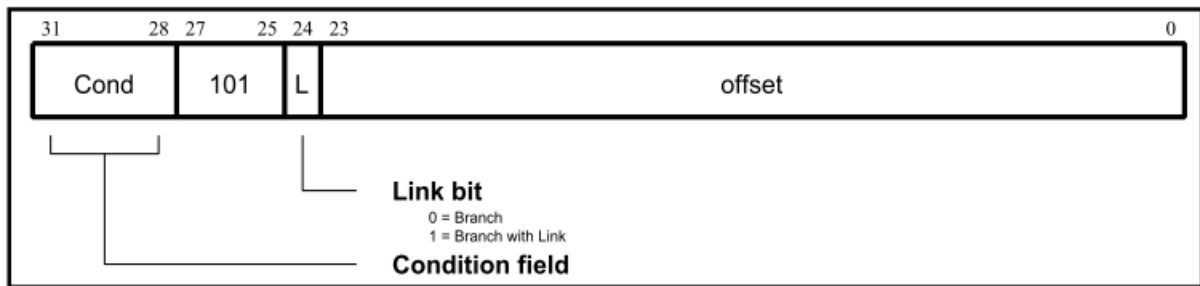 31 28 27 25 24 23 0
Cond 101 L offset
Link bit
0 = Branch
1 = Branch with Link
Condition field